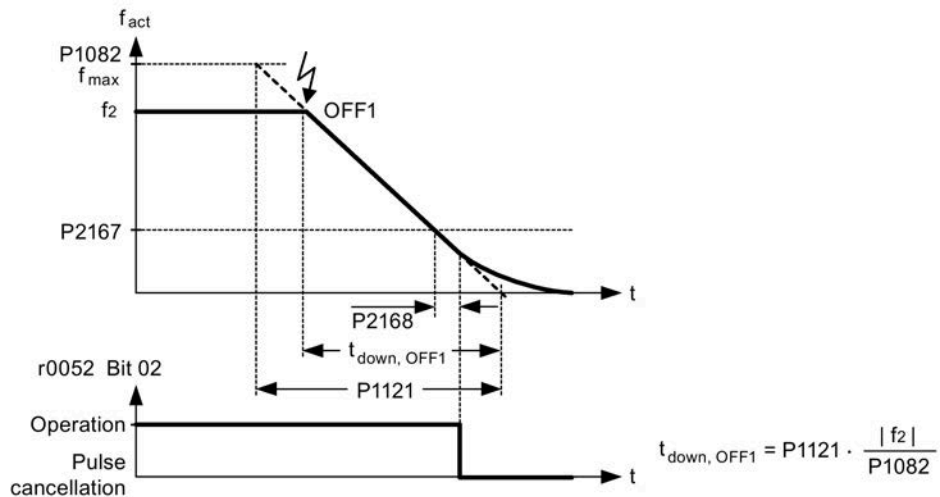 f act
P1082
f max
f2
OFF1
P2167
t
P2168
t down, OFF1
r0052 Bit 02
P1121
Operation
Pulse
cancellation
t
t down, OFF1 = P1121 · | f2 | / P1082